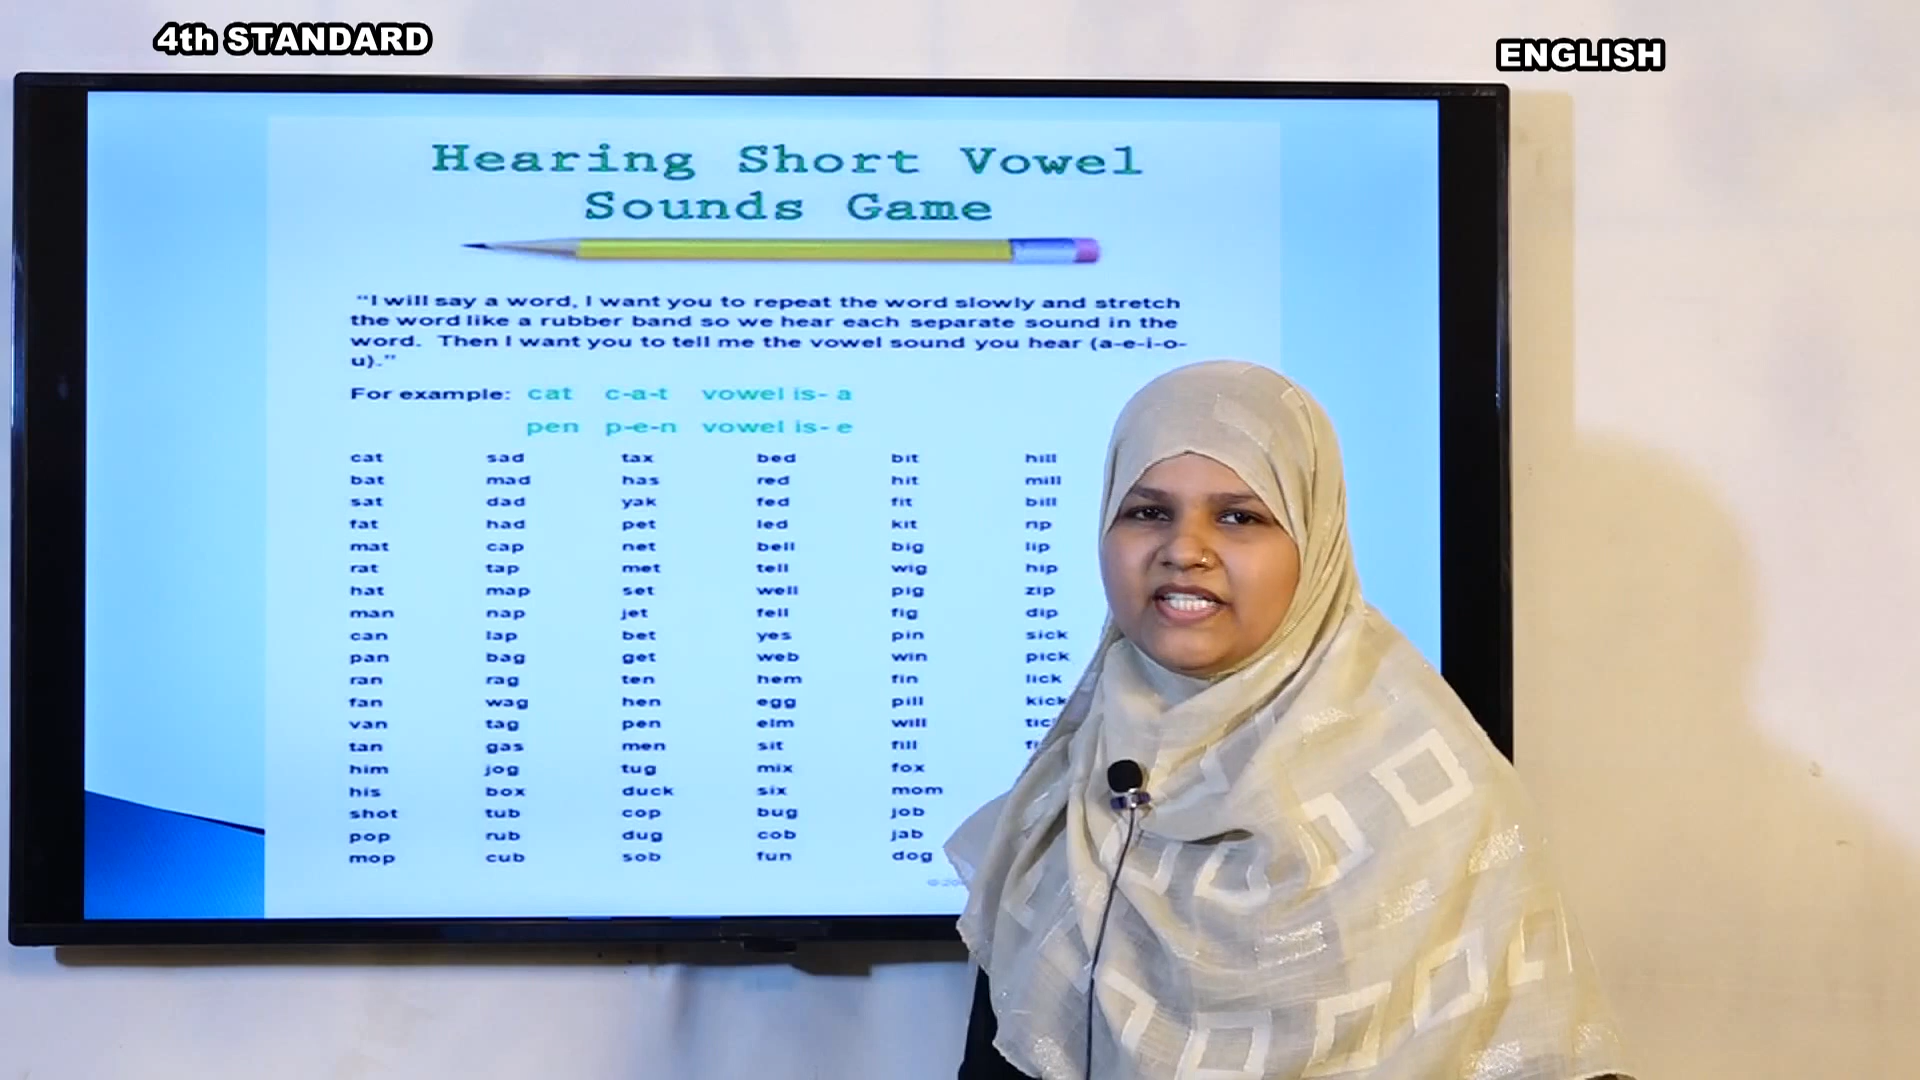 4th STANDARD
ENGLISH
Hearing Short Vowel
Sounds Game
"I will say a word, I want you to repeat the word slowly and stretch
the word like a rubber band so we hear each separate sound in the
word. Then I want you to tell me the vowel sound you hear (a-e-i-o-
u)."
For example: cat c-a-t vowel is- a
pen p-e-n vowel is- e
cat sad tax bed bit hill
bat mad has red hit mill
sat dad yak fed fit bill
fat had pet led kit rip
mat cap net bell big lip
rat tap met tell wig hip
hat map set well pig zip
man nap jet fell fig dip
can lap bet yes pin sick
pan bag get web win pick
ran rag ten hem fin lick
fan wag hen egg pill kick
van tag pen elm will
tan gas men sit fill
him jog tug mix fox
his box duck six mom
shot tub cop bug job
pop rub dug cob jab
mop cub sob fun dog